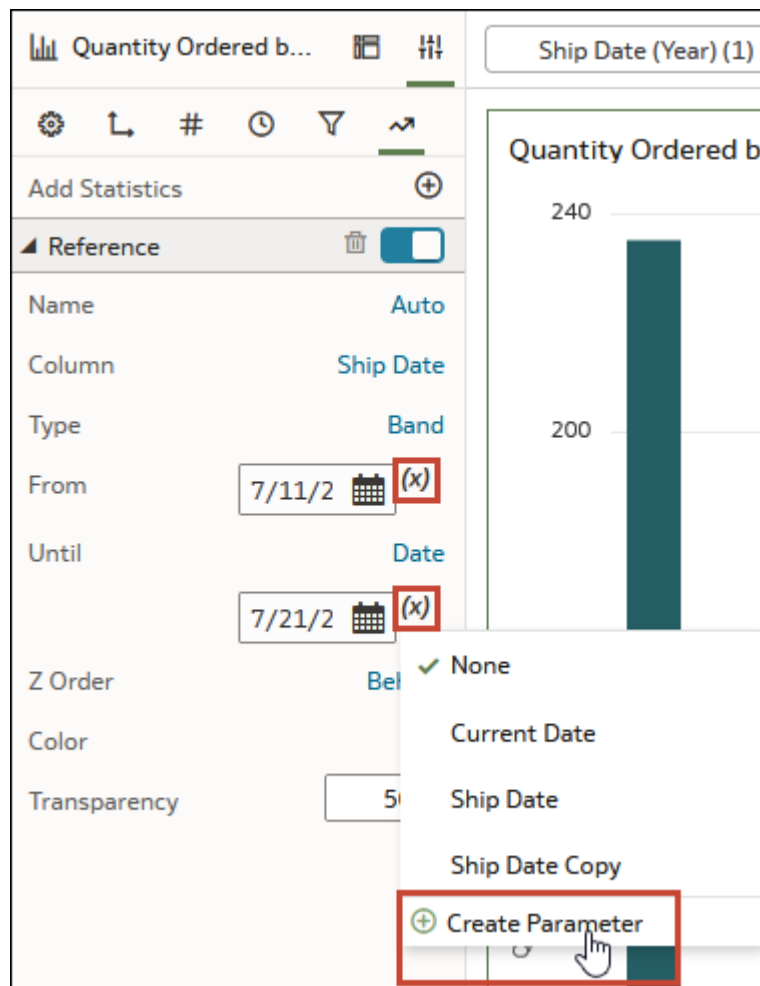 Quantity Ordered b...
Ship Date (Year) (1)
Add Statistics
Reference
Name Auto
Column Ship Date
Type Band
From 7/11/2 (x)
Until Date
7/21/2 (x)
Z Order
Color
Transparency
None
Current Date
Ship Date
Ship Date Copy
Create Parameter
Quantity Ordered b
240
200